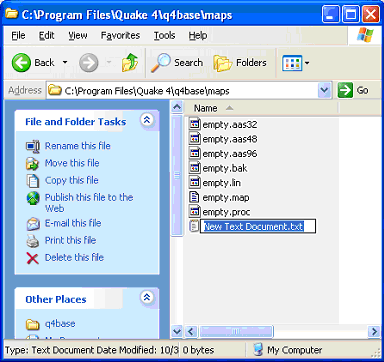 C:\Program Files\Quake 4\q4base\maps
File Edit View Favorites Tools Help
Back Search Folders
Address C:\Program Files\Quake 4\q4base\maps Go
File and Folder Tasks
Rename this file
Move this file
Copy this file
Publish this file to the
Web
E-mail this file
Print this file
Delete this file
Other Places
q4base
Name
empty.aas32
empty.aas48
empty.aas96
empty.bak
empty.lin
empty.map
empty.proc
New Text Document.txt
Type: Text Document Date Modified: 10/3 0 bytes My Computer